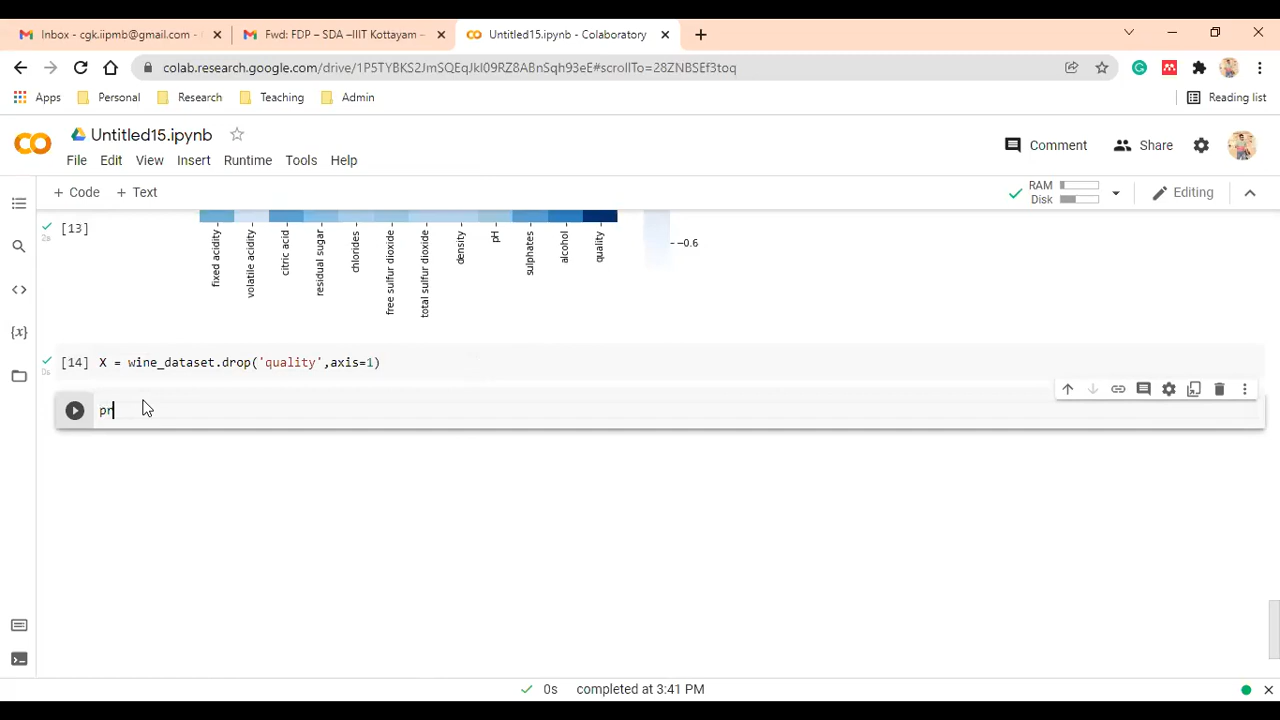 Inbox - cgk.iipmb@gmail.com -
Fwd: FDP – SDA –IIIT Kottayam –
Untitled15.ipynb - Colaboratory
colab.research.google.com/drive/1P5TYBKS2JmSQEqJkl09RZ8ABnSqh93eE#scrollTo=28ZNBSEf3toq
Apps Personal Research Teaching Admin Reading list
Untitled15.ipynb
Comment Share
File Edit View Insert Runtime Tools Help
+ Code + Text
RAM
Disk
Editing
[13]
2s
fixed acidity
volatile acidity
citric acid
residual sugar
chlorides
free sulfur dioxide
total sulfur dioxide
density
pH
sulphates
alcohol
quality
−0.6
[14] X = wine_dataset.drop('quality',axis=1)
0s
pr
0s completed at 3:41 PM